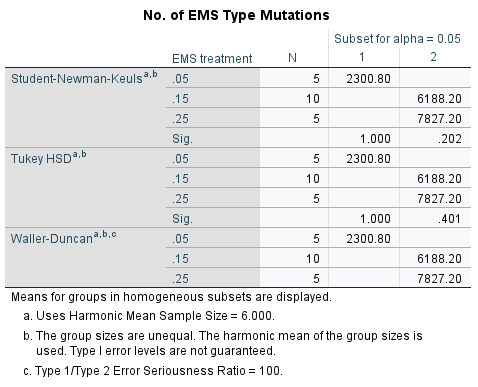 No. of EMS Type Mutations
Subset for alpha = 0.05
EMS treatment N 1 2
Student-Newman-Keuls a,b .05 5 2300.80
.15 10 6188.20
.25 5 7827.20
Sig. 1.000 .202
Tukey HSD a,b .05 5 2300.80
.15 10 6188.20
.25 5 7827.20
Sig. 1.000 .401
Waller-Duncan a,b,c .05 5 2300.80
.15 10 6188.20
.25 5 7827.20
Means for groups in homogeneous subsets are displayed.
a. Uses Harmonic Mean Sample Size = 6.000.
b. The group sizes are unequal. The harmonic mean of the group sizes is
used. Type I error levels are not guaranteed.
c. Type 1/Type 2 Error Seriousness Ratio = 100.